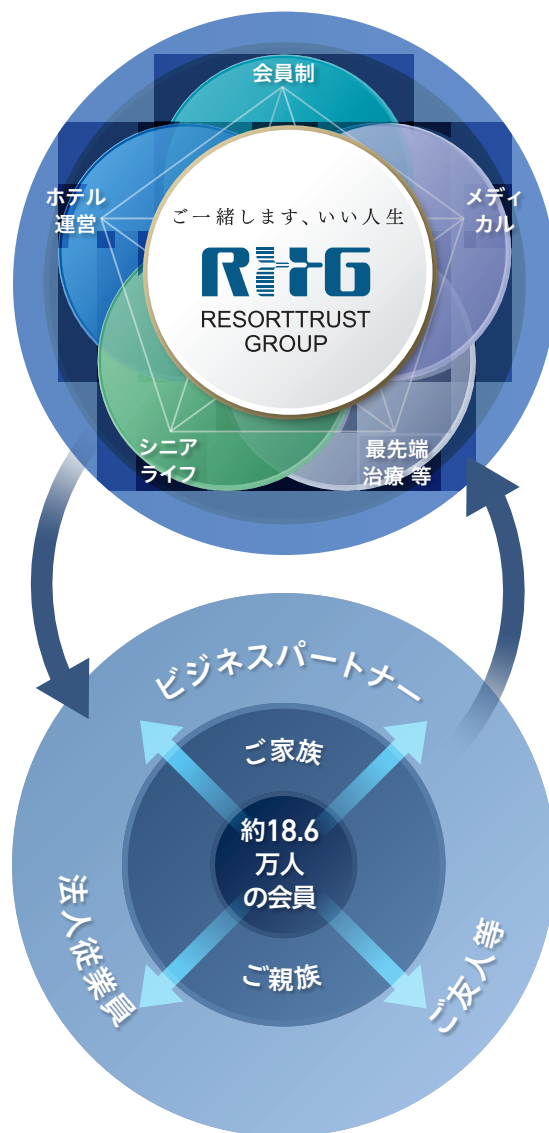 会員制
ホテル
運営
メディ
カル
ご一緒します、いい人生
RTTG
RESORTTRUST
GROUP
シニア
ライフ
最先端
治療 等
ビジネスパートナー
ご家族
約18.6
万人
の会員
法人従業員
ご親族
ご友人等